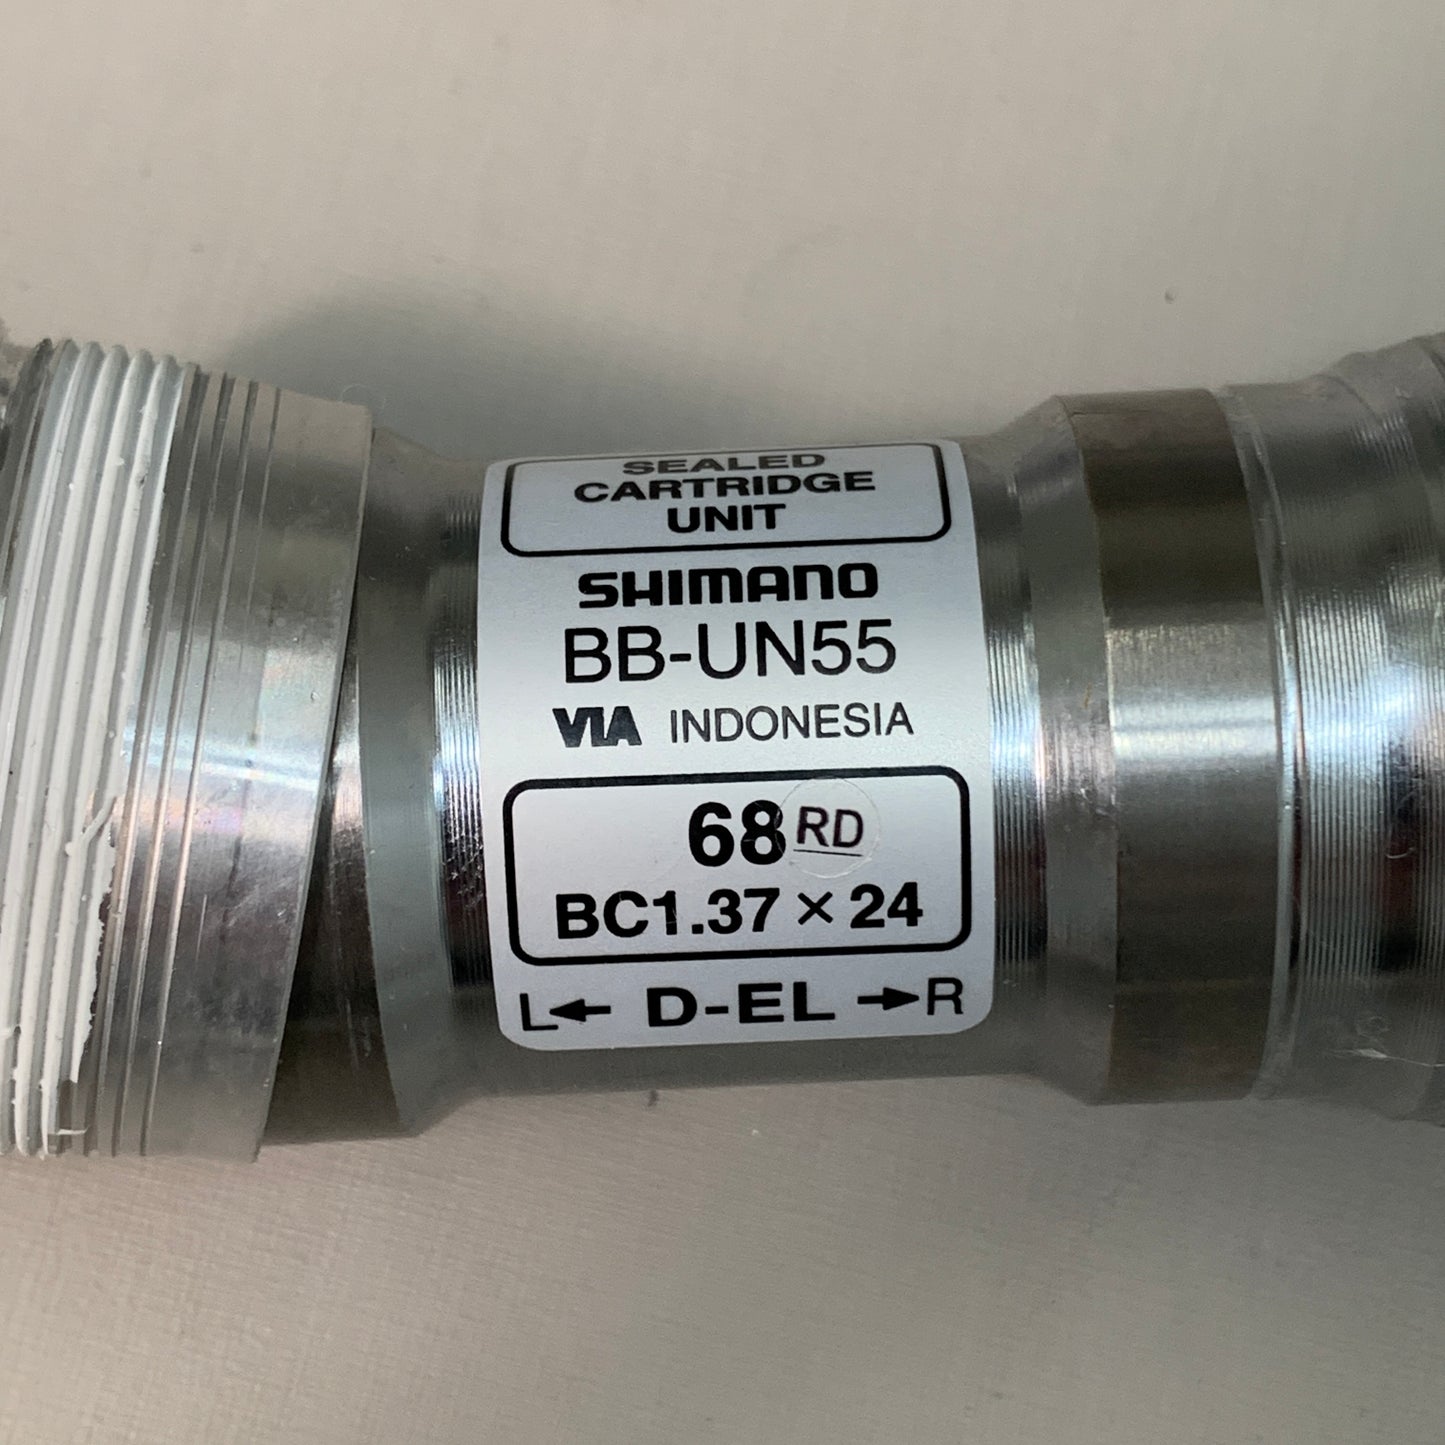 SEALED
CARTRIDGE
UNIT
SHIMANO
BB-UN55
VIA INDONESIA
68 RD
BC1.37 × 24
L← D-EL →R